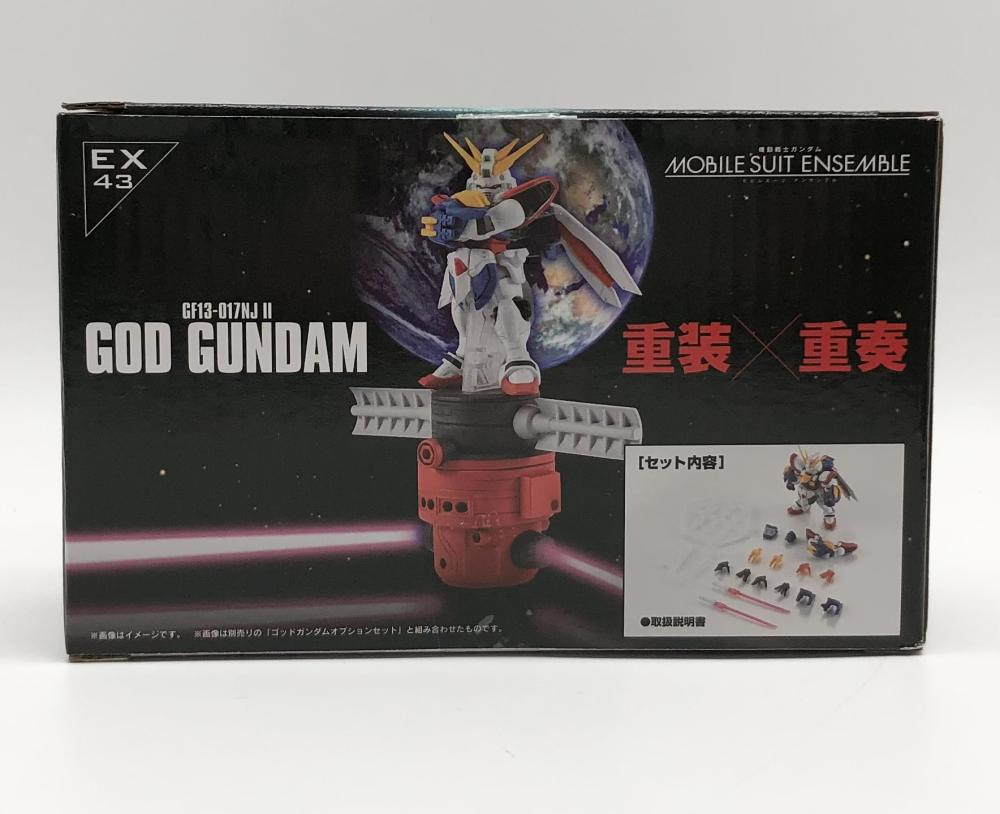 EX
43
機動戦士ガンダム
MOBILE SUIT ENSEMBLE
モビルスーツ アンサンブル
GF13-017NJ II
GOD GUNDAM
重装×重奏
[セット内容]
●取扱説明書
※画像はイメージです。 ※画像は別売りの「ゴッドガンダムオプションセット」と組み合わせたものです。